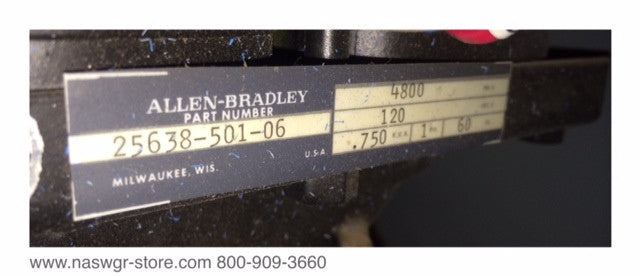 ALLEN-BRADLEY
PART NUMBER
25638-501-06
MILWAUKEE, WIS.
U.S.A.
4800
120
.750 K.V.A. 1 PH. 60
www.naswgr-store.com 800-909-3660